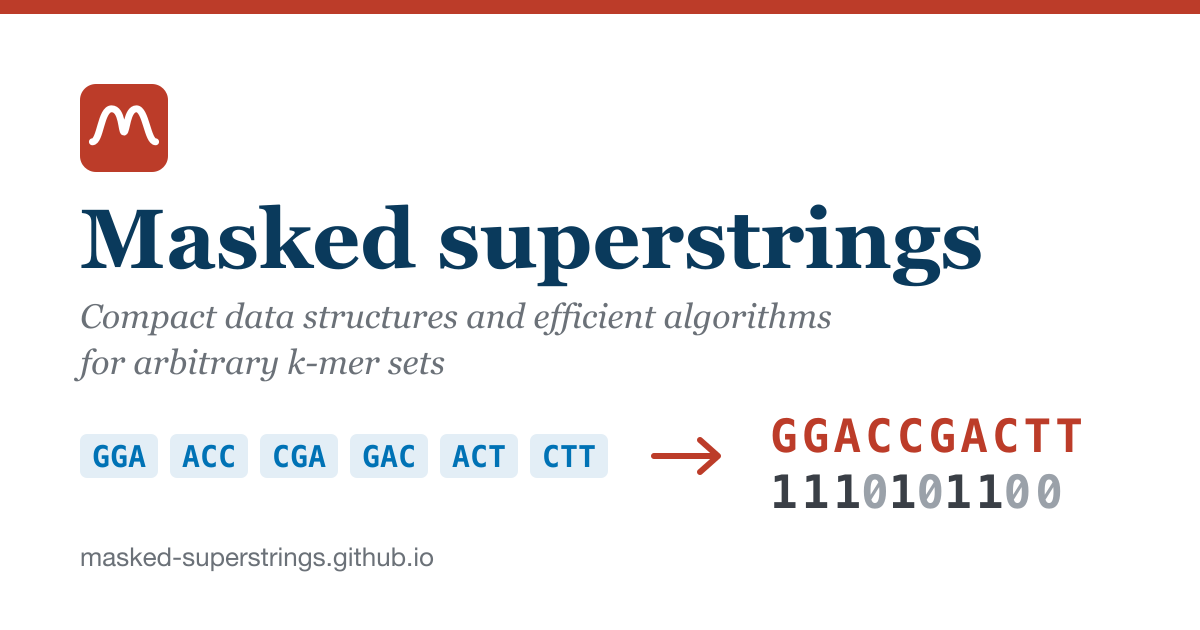 Masked superstrings
Compact data structures and efficient algorithms
for arbitrary k-mer sets
GGA ACC CGA GAC ACT CTT → GGACCGACTT
1110101100
masked-superstrings.github.io